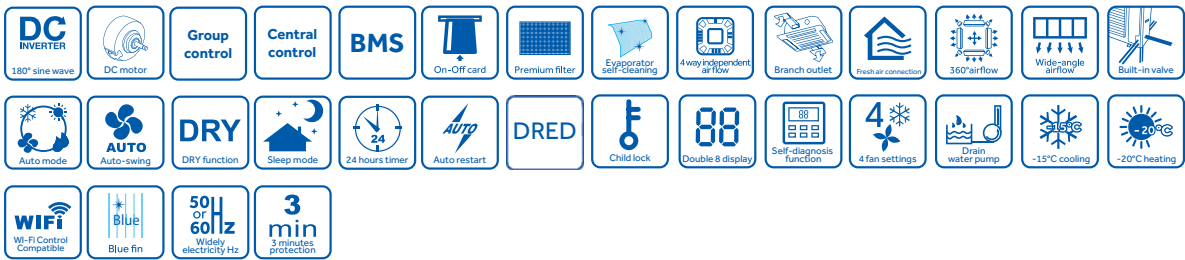 DC
INVERTER
180° sine wave
DC motor
Group
control
Central
control
BMS
On-Off card
Premium filter
Evaporator
self-cleaning
4 way independent
air flow
Branch outlet
Fresh air connection
360°airflow
Wide-angle
airflow
Built-in valve
Auto mode
AUTO
Auto-swing
DRY
DRY function
Sleep mode
24
24 hours timer
AUTO
Auto restart
DRED
Child lock
88
Double 8 display
88
Self-diagnosis
function
4
4 fan settings
Drain
water pump
-15°C
-15°C cooling
-20°C
-20°C heating
WIFi
WI-Fi Control
Compatible
Blue
Blue fin
50
or
60
Hz
Widely
electricity Hz
3
min
3 minutes
protection